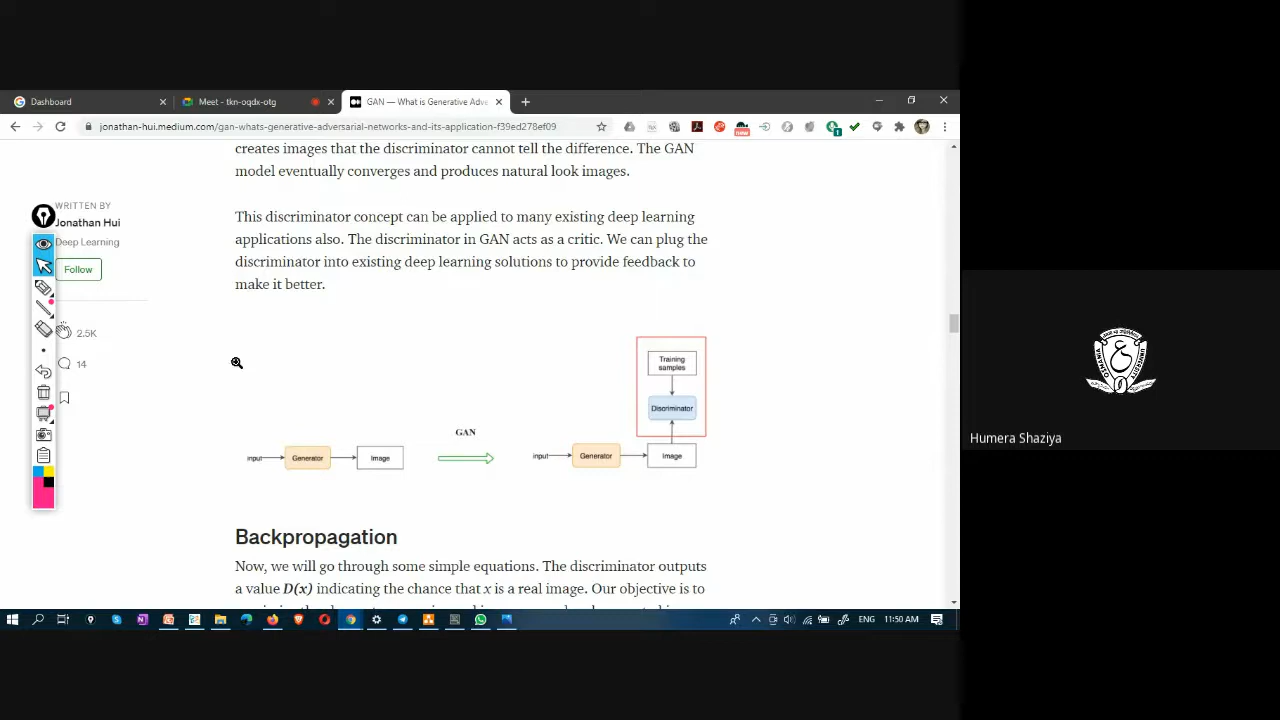 Dashboard
Meet - tkn-oqdx-otg
GAN — What is Generative Adve
jonathan-hui.medium.com/gan-whats-generative-adversarial-networks-and-its-application-f39ed278ef09
new
creates images that the discriminator cannot tell the difference. The GAN
model eventually converges and produces natural look images.
WRITTEN BY
Jonathan Hui
Deep Learning
Follow
2.5K
14
This discriminator concept can be applied to many existing deep learning
applications also. The discriminator in GAN acts as a critic. We can plug the
discriminator into existing deep learning solutions to provide feedback to
make it better.
Training
samples
Discriminator
GAN
input
Generator
Image
input
Generator
Image
Backpropagation
Now, we will go through some simple equations. The discriminator outputs
a value D(x) indicating the chance that x is a real image. Our objective is to
ENG
11:50 AM
Humera Shaziya